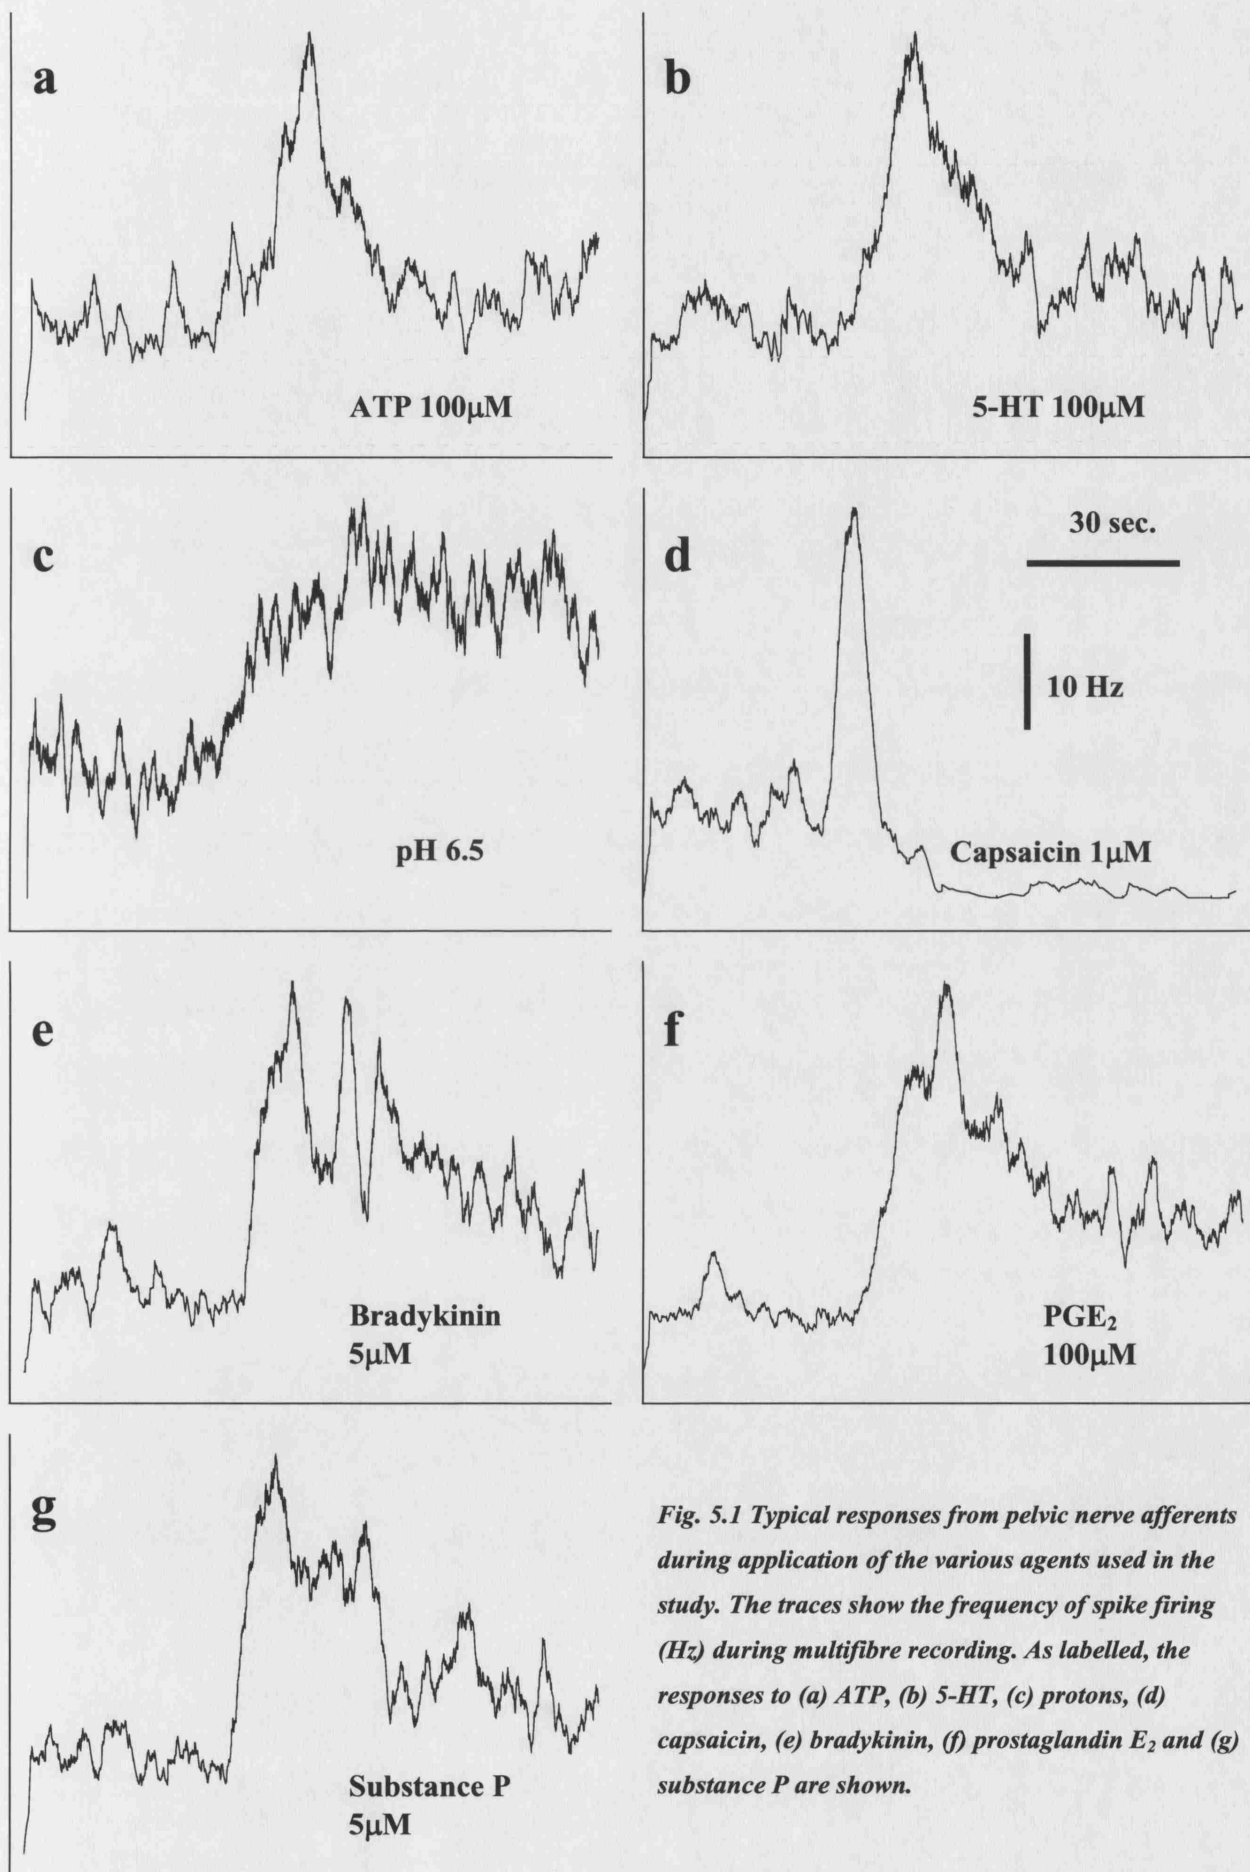 a
ATP 100μM
b
5-HT 100μM
c
pH 6.5
d
30 sec.
10 Hz
Capsaicin 1μM
e
Bradykinin
5μM
f
PGE₂
100μM
g
Substance P
5μM
Fig. 5.1 Typical responses from pelvic nerve afferents
during application of the various agents used in the
study. The traces show the frequency of spike firing
(Hz) during multifibre recording. As labelled, the
responses to (a) ATP, (b) 5-HT, (c) protons, (d)
capsaicin, (e) bradykinin, (f) prostaglandin E₂ and (g)
substance P are shown.